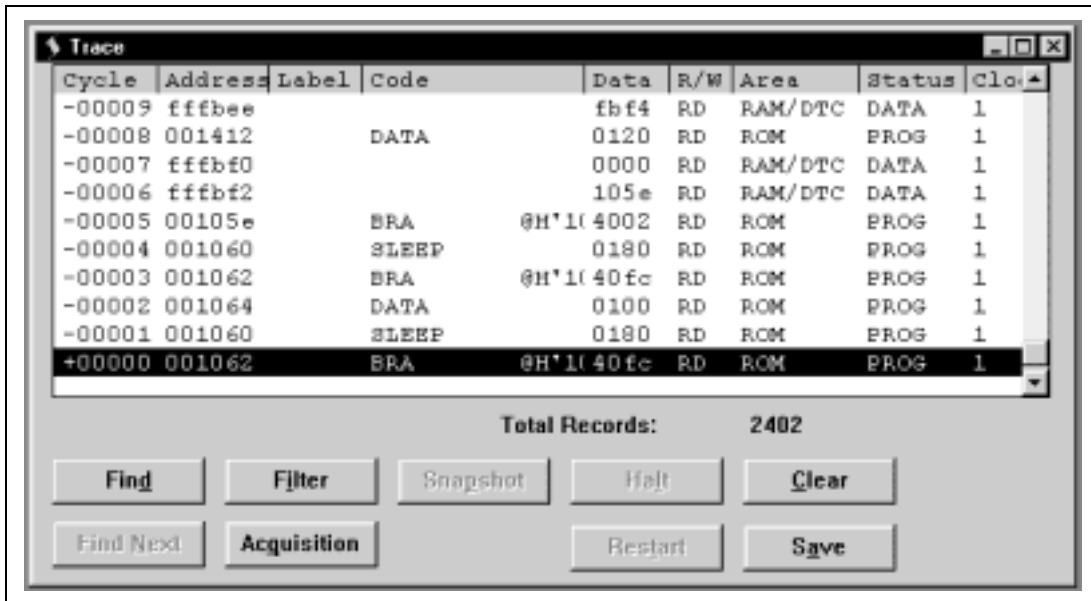 Trace
Cycle Address Label Code Data R/W Area Status Clo
-00009 fffbee fbf4 RD RAM/DTC DATA 1
-00008 001412 DATA 0120 RD ROM PROG 1
-00007 fffbf0 0000 RD RAM/DTC DATA 1
-00006 fffbf2 105e RD RAM/DTC DATA 1
-00005 00105e BRA @H'1( 4002 RD ROM PROG 1
-00004 001060 SLEEP 0180 RD ROM PROG 1
-00003 001062 BRA @H'1( 40fc RD ROM PROG 1
-00002 001064 DATA 0100 RD ROM PROG 1
-00001 001060 SLEEP 0180 RD ROM PROG 1
+00000 001062 BRA @H'1( 40fc RD ROM PROG 1
Total Records: 2402
Find Filter Snapshot Halt Clear
Find Next Acquisition Restart Save